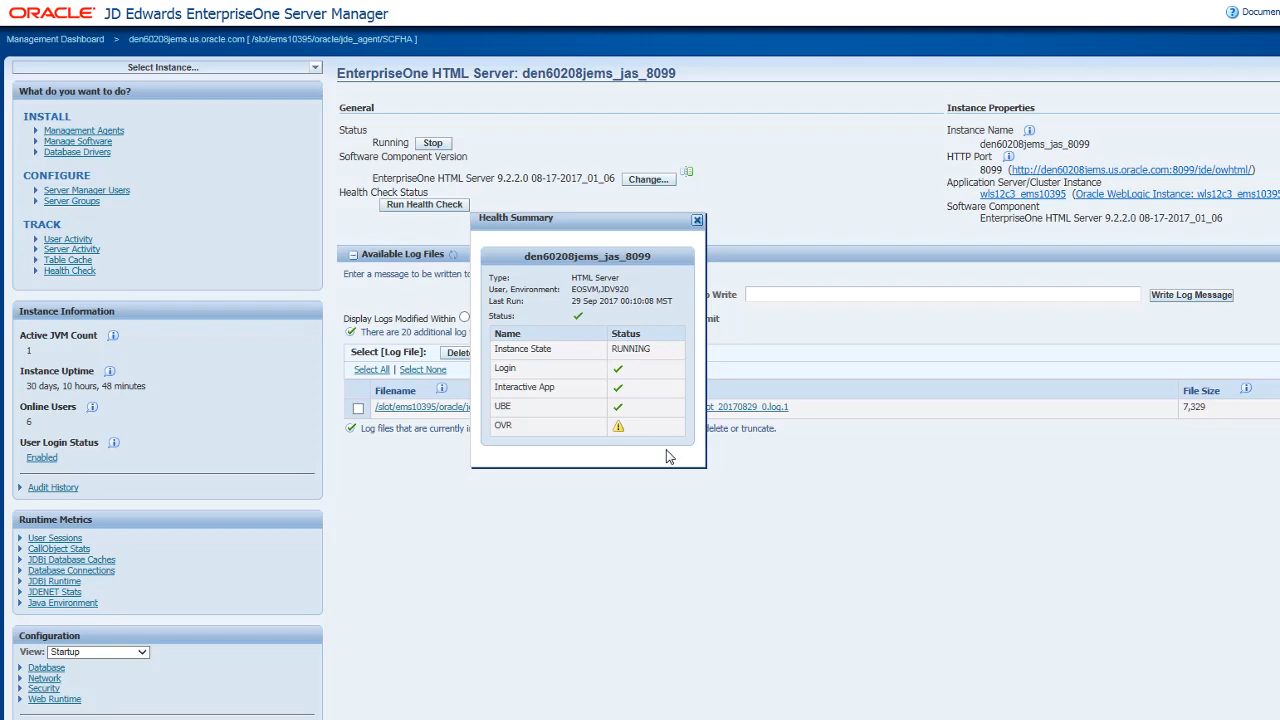 ORACLE JD Edwards EnterpriseOne Server Manager
Documen
Management Dashboard > den60208jems.us.oracle.com [ /slot/ems10395/oracle/jde_agent/SCFHA ]
Select Instance...
What do you want to do?
INSTALL
Management Agents
Manage Software
Database Drivers
CONFIGURE
Server Manager Users
Server Groups
TRACK
User Activity
Server Activity
Table Cache
Health Check
Instance Information
Active JVM Count
1
Instance Uptime
30 days, 10 hours, 48 minutes
Online Users
6
User Login Status
Enabled
Audit History
Runtime Metrics
User Sessions
CallObject Stats
JDBj Database Caches
Database Connections
JDBj Runtime
JDENET Stats
Java Environment
Configuration
View: Startup
Database
Network
Security
Web Runtime
EnterpriseOne HTML Server: den60208jems_jas_8099
General
Status
Running Stop
Software Component Version
EnterpriseOne HTML Server 9.2.2.0 08-17-2017_01_06 Change...
Health Check Status
Run Health Check
Instance Properties
Instance Name
den60208jems_jas_8099
HTTP Port
8099 (http://den60208jems.us.oracle.com:8099/jde/owhtml/)
Application Server/Cluster Instance
wls12c3_ems10395 (Oracle WebLogic Instance: wls12c3_ems10395
Software Component
EnterpriseOne HTML Server 9.2.2.0 08-17-2017_01_06
Available Log Files
Enter a message to be written to
o Write
Write Log Message
Display Logs Modified Within
mit
There are 20 additional log
Select [Log File]: Delet
Select All | Select None
Filename
File Size
/slot/ems10395/oracle/je
ot_20170829_0.log.1
7,329
Log files that are currently i
delete or truncate.
Health Summary
den60208jems_jas_8099
Type: HTML Server
User, Environment: EOSVM,JDV920
Last Run: 29 Sep 2017 00:10:08 MST
Status:
Name Status
Instance State RUNNING
Login
Interactive App
UBE
OVR